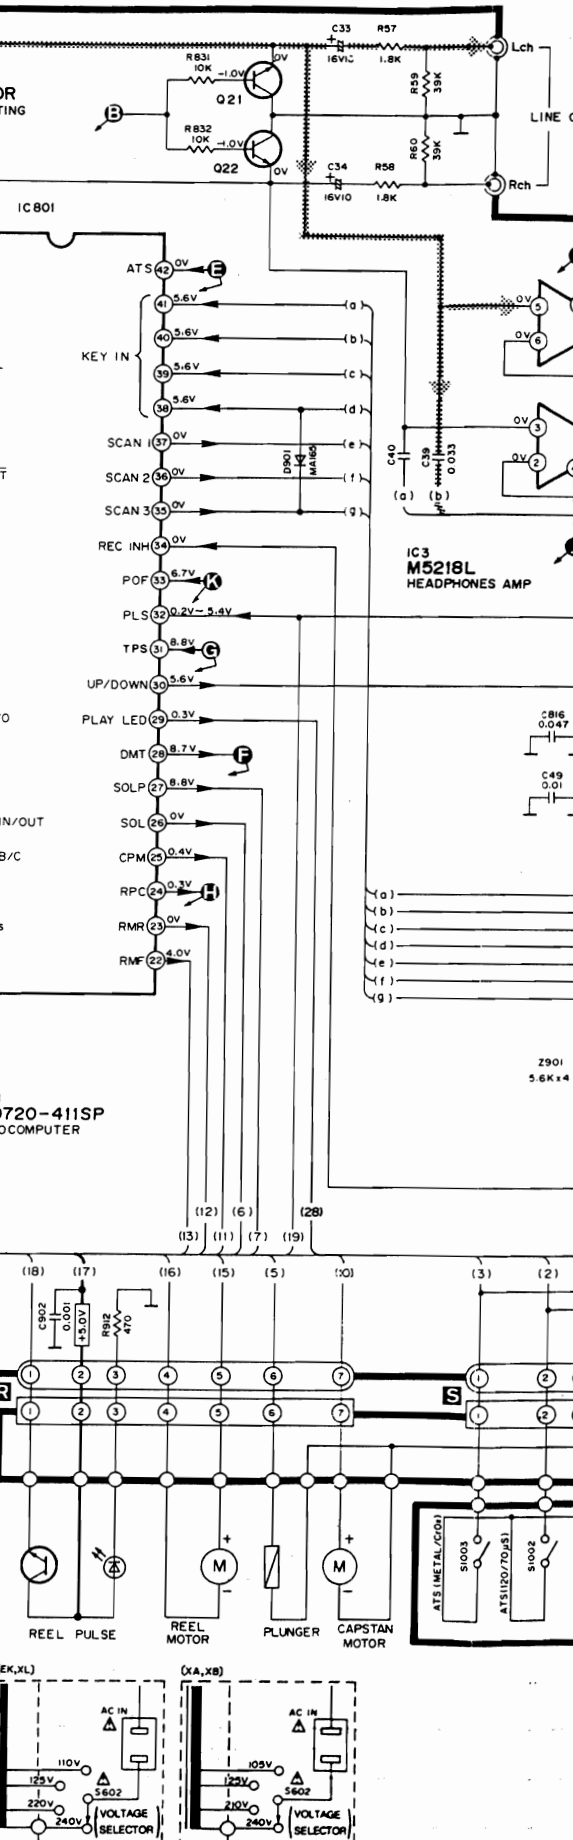 C33
R57
16V10
1.8K
Lch
R831
10K
-1.0V
0V
Q21
OR
TING
B
R59
39K
LINE O
R832
10K
-1.0V
Q22
0V
R60
39K
C34
R58
16V10
1.8K
Rch
IC801
ATS 42 0V E
41 5.6V (a)
40 5.6V (b)
KEY IN
39 5.6V (c)
38 5.6V (d)
SCAN 1 37 0V (e)
SCAN 2 36 0V (f)
SCAN 3 35 0V (g)
D901
MA165
0V 5
6
0V
0V 3
0V 2
C40
C39
0.033
(a) (b)
REC INH 34 0V
POF 33 6.7V K
PLS 32 0.2V~5.4V
TPS 31 8.8V G
UP/DOWN 30 5.6V
PLAY LED 29 0.3V
DMT 28 8.7V F
SOLP 27 8.8V
SOL 26 0V
CPM 25 0.4V
RPC 24 0.3V H
RMR 23 0V
RMF 22 4.0V
IC3
M5218L
HEADPHONES AMP
T
O
IN/OUT
B/C
s
C816
0.047
C49
0.01
(a)
(b)
(c)
(d)
(e)
(f)
(g)
Z901
5.6K×4
0720-411SP
OCOMPUTER
(12) (6) (28)
(13) (11) (7) (19)
(18) (17) (16) (15) (5) (3) (2)
C902
0.001
+5.0V
R912
470
1 2 3 4 5 6 7 1 2
R
S
1 2 3 4 5 6 7 1 2
ATS (METAL/CrO2)
S1003
ATS (120/70µS)
S1002
+ +
M M
- -
REEL PULSE
REEL
MOTOR
PLUNGER
CAPSTAN
MOTOR
EK,XL)
(XA,XB)
AC IN
AC IN
110V
125V
220V
240V
S602
(VOLTAGE
SELECTOR)
105V
125V
210V
240V
S602
(VOLTAGE
SELECTOR)